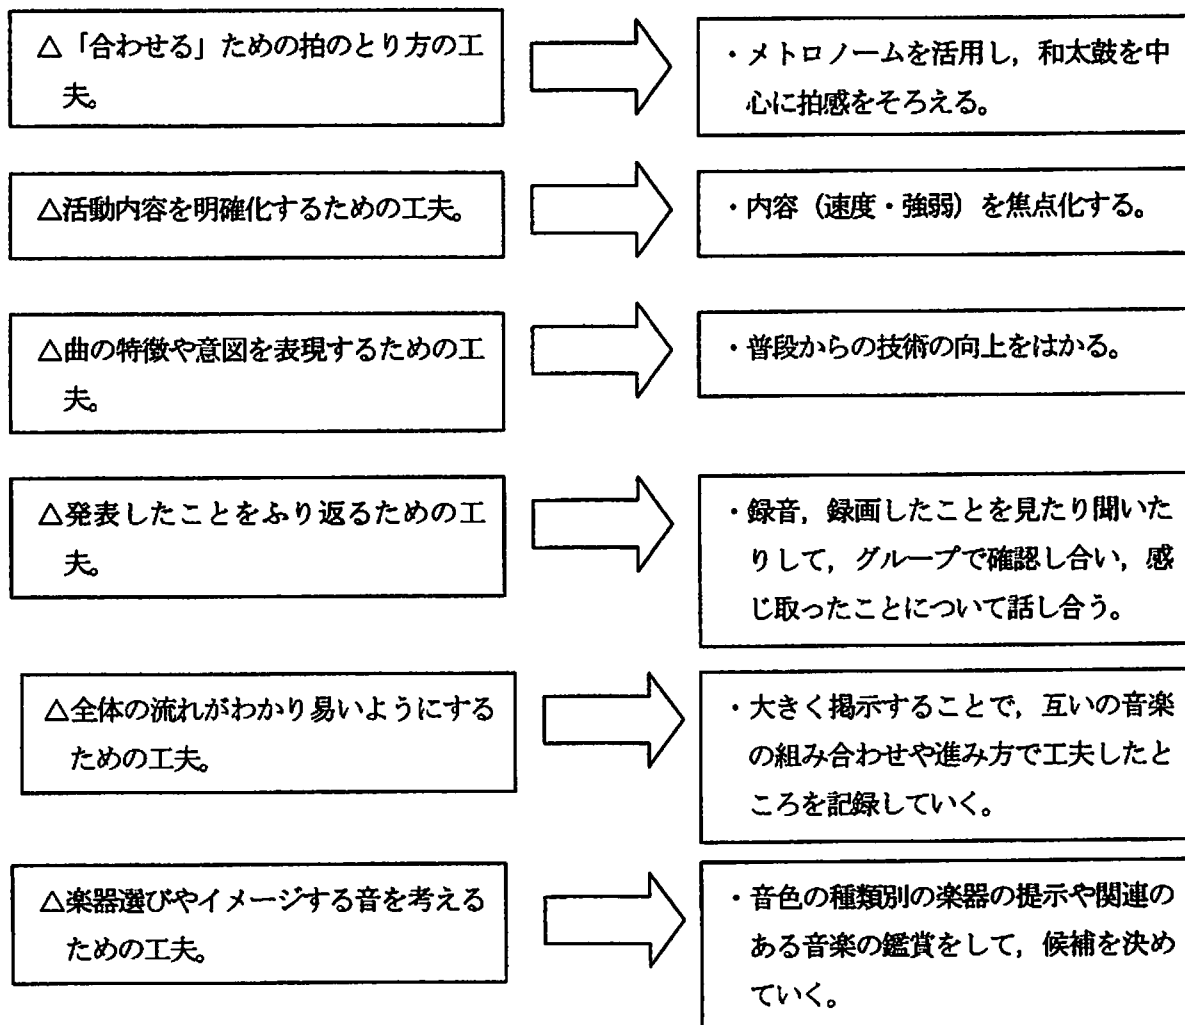 △「合わせる」ための拍のとり方の工
夫。
・メトロノームを活用し，和太鼓を中
心に拍感をそろえる。
△活動内容を明確化するための工夫。
・内容（速度・強弱）を焦点化する。
△曲の特徴や意図を表現するための工
夫。
・普段からの技術の向上をはかる。
△発表したことをふり返るための工
夫。
・録音，録画したことを見たり聞いた
りして，グループで確認し合い，感
じ取ったことについて話し合う。
△全体の流れがわかり易いようにする
ための工夫。
・大きく掲示することで，互いの音楽
の組み合わせや進み方で工夫したと
ころを記録していく。
△楽器選びやイメージする音を考える
ための工夫。
・音色の種類別の楽器の提示や関連の
ある音楽の鑑賞をして，候補を決め
ていく。